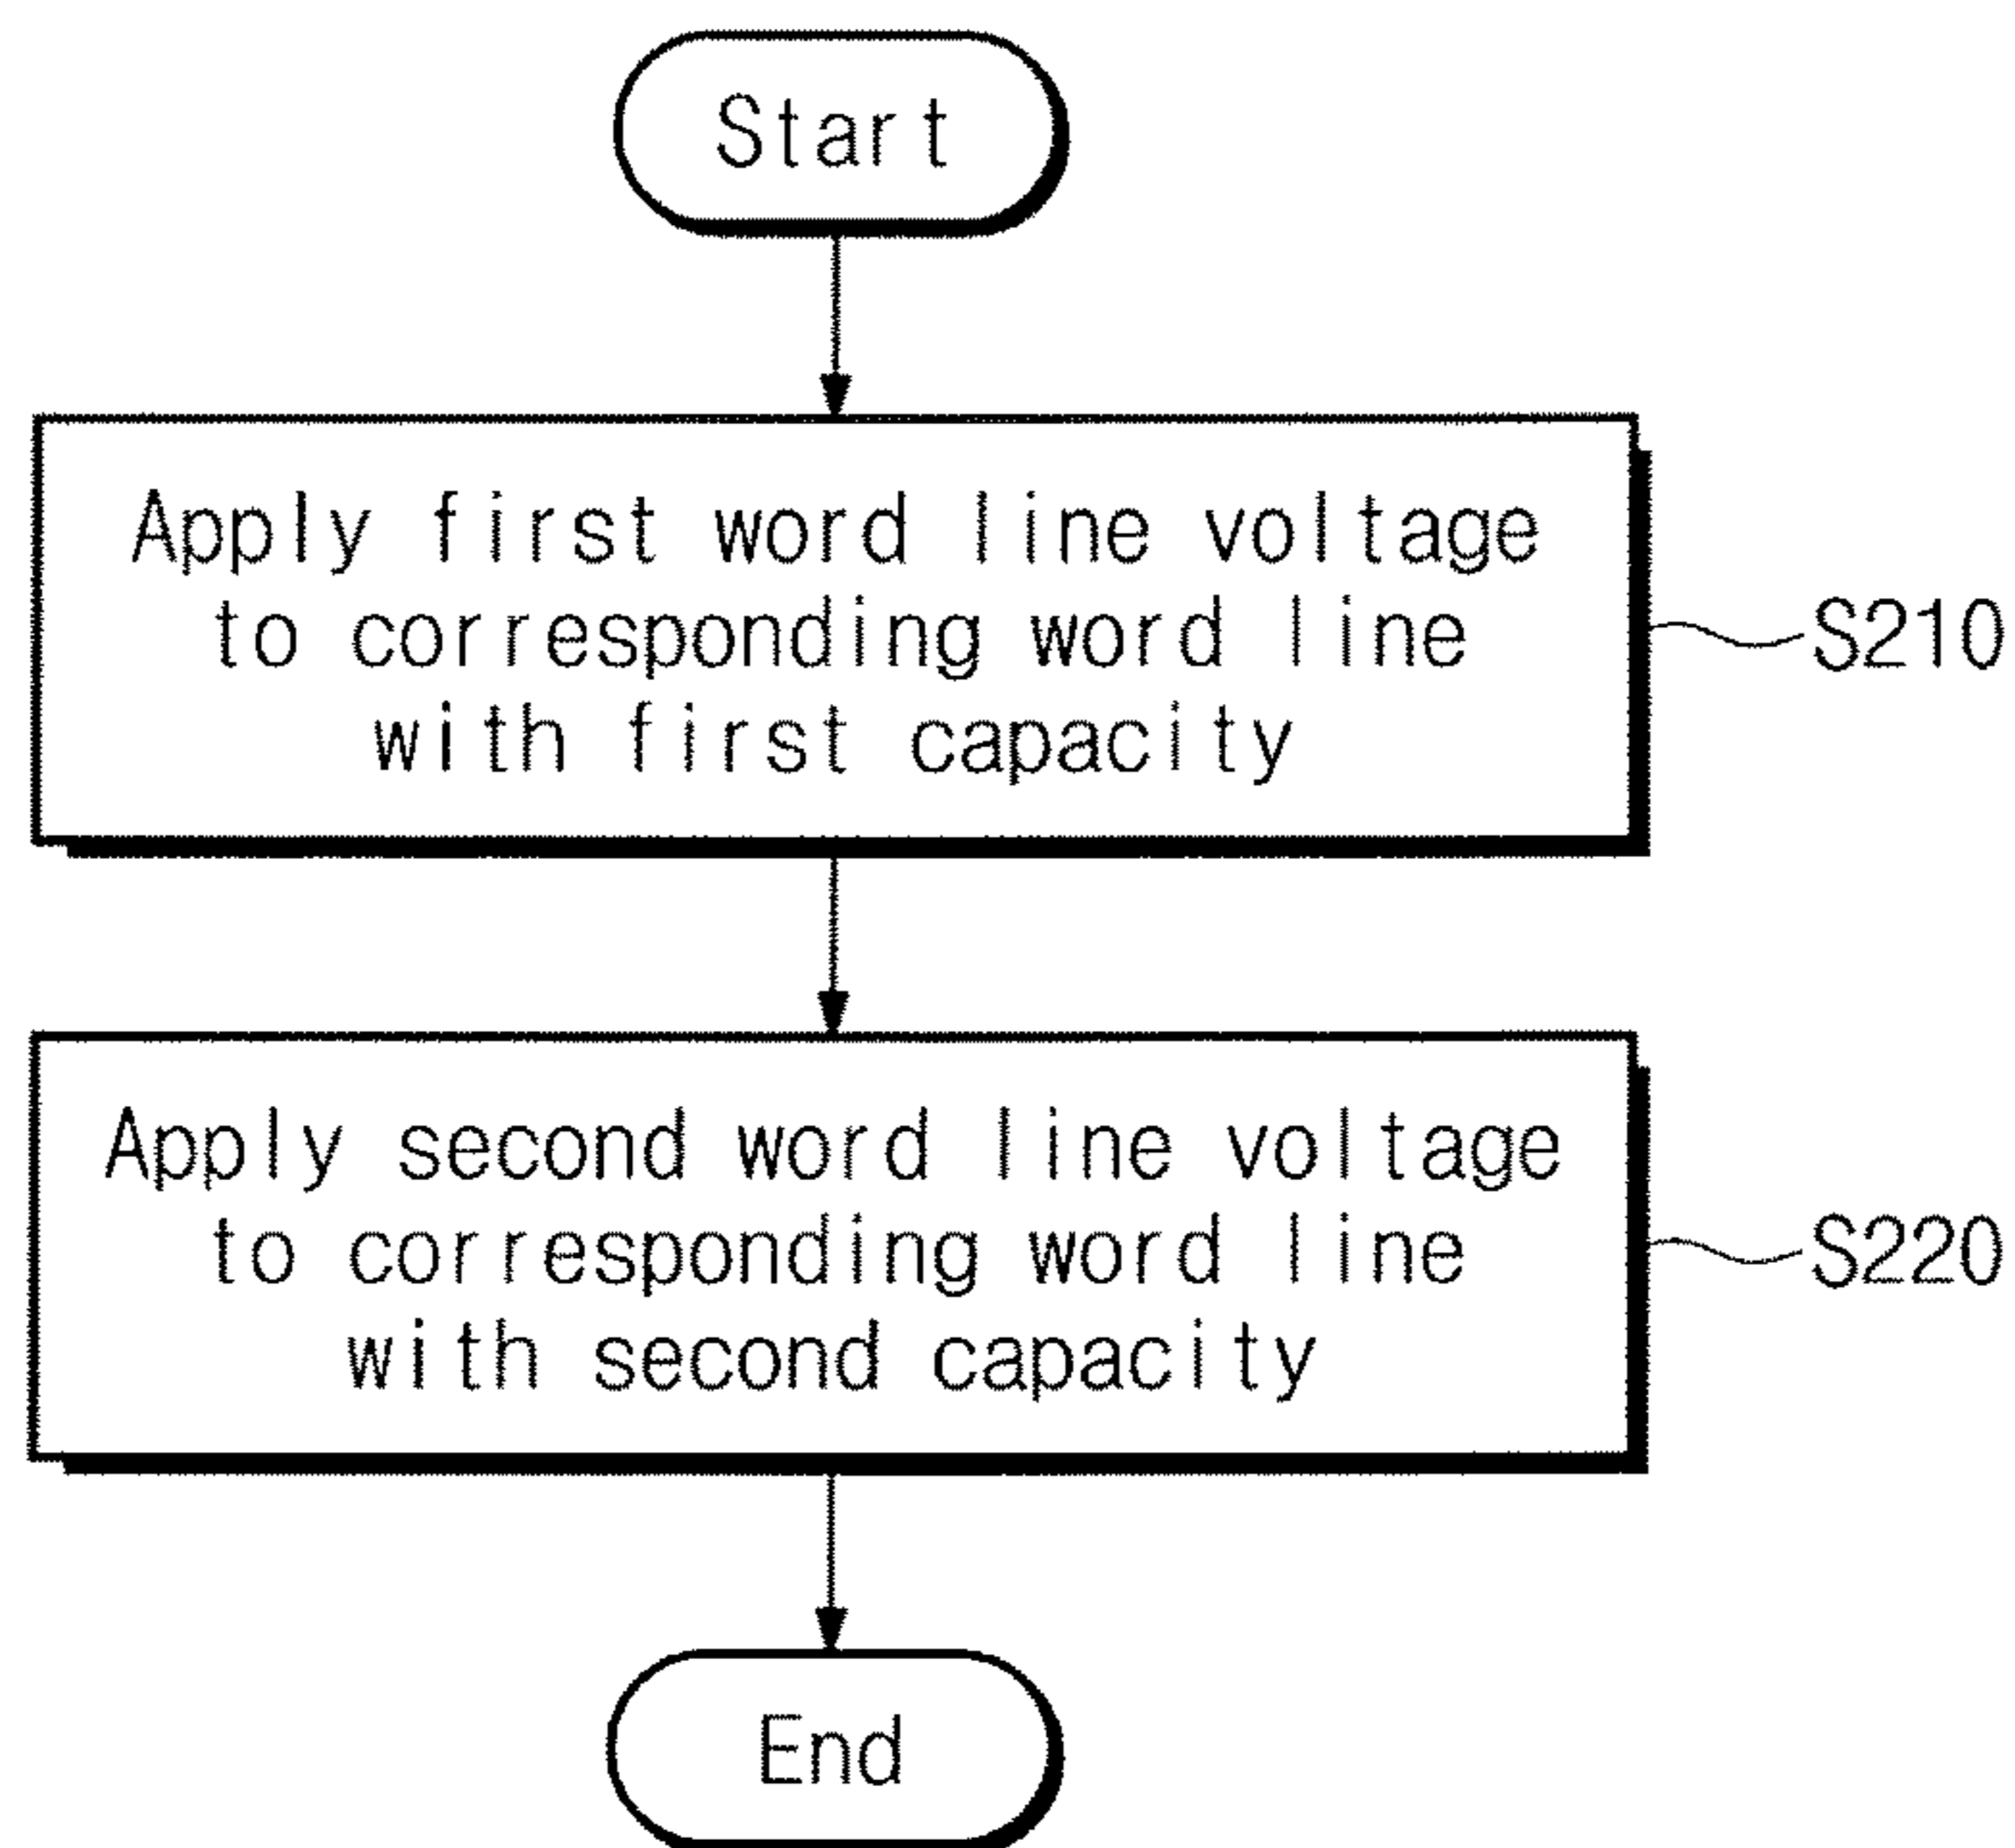 Start
Apply first word line voltage
to corresponding word line
with first capacity
S210
Apply second word line voltage
to corresponding word line
with second capacity
S220
End